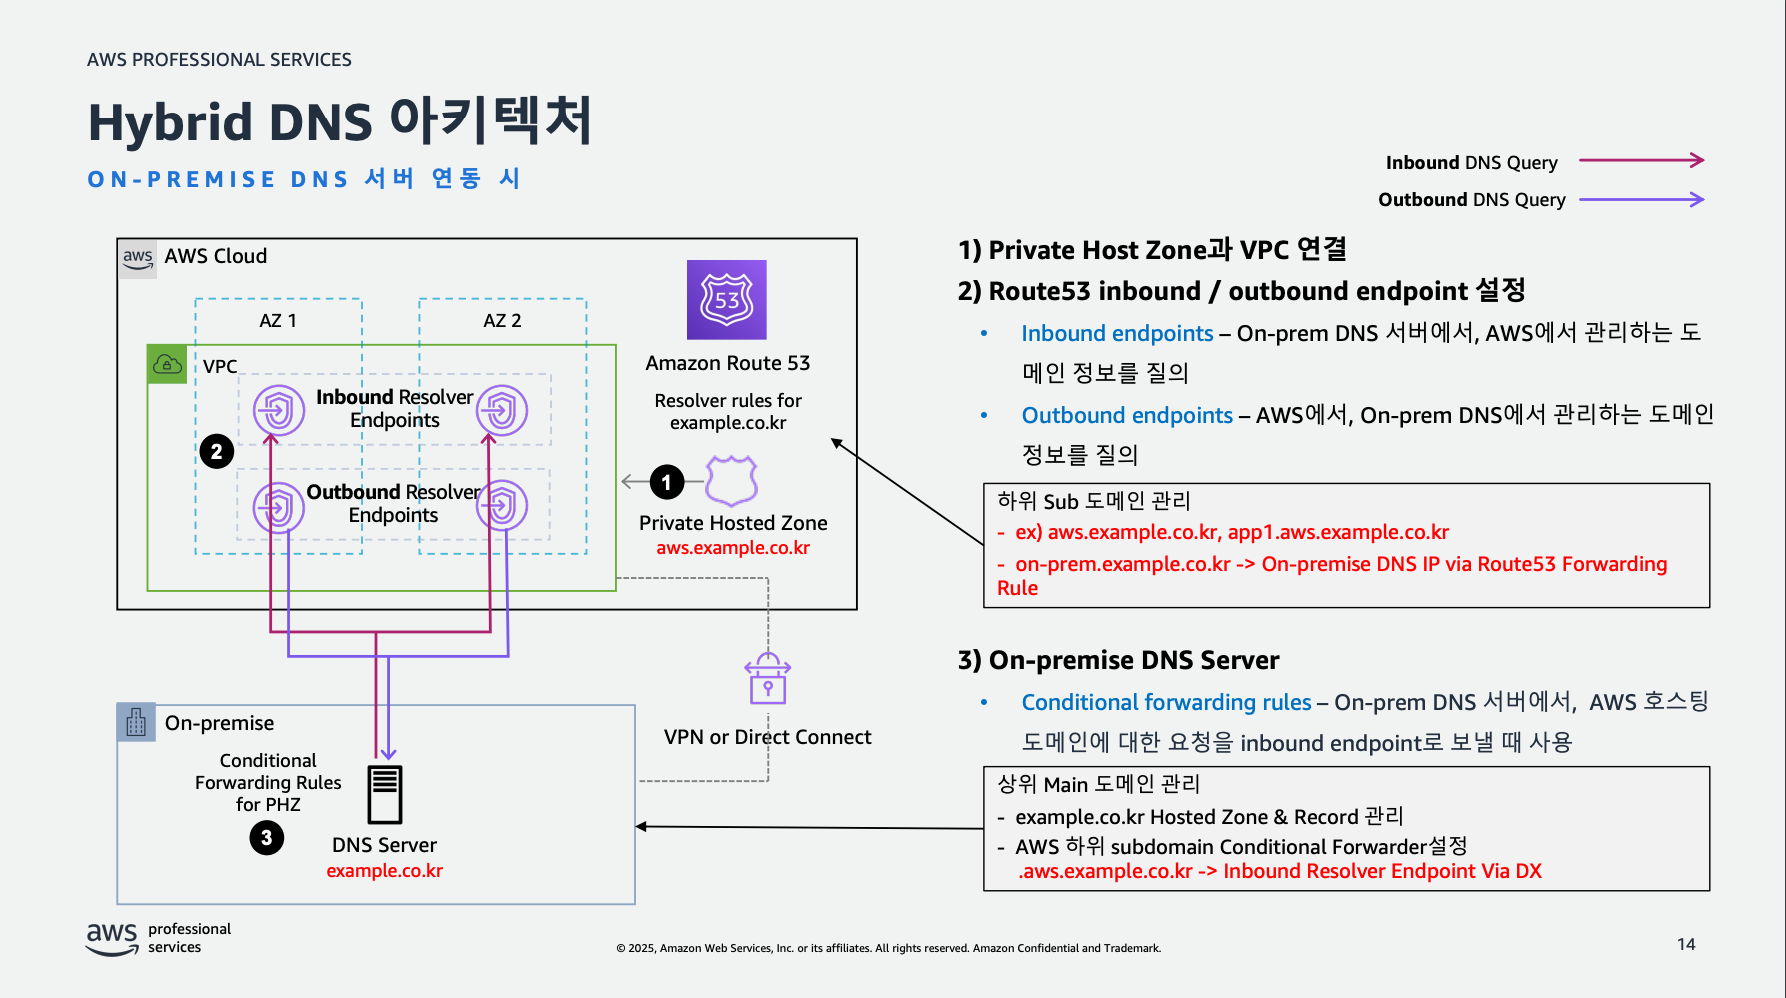 AWS PROFESSIONAL SERVICES
Hybrid DNS 아키텍처
ON-PREMISE DNS 서버 연동 시
Inbound DNS Query
Outbound DNS Query
aws
AWS Cloud
AZ 1
AZ 2
VPC
Inbound Resolver
Endpoints
2
Outbound Resolver
Endpoints
53
Amazon Route 53
Resolver rules for
example.co.kr
1
Private Hosted Zone
aws.example.co.kr
VPN or Direct Connect
On-premise
Conditional
Forwarding Rules
for PHZ
3
DNS Server
example.co.kr
1) Private Host Zone과 VPC 연결
2) Route53 inbound / outbound endpoint 설정
• Inbound endpoints – On-prem DNS 서버에서, AWS에서 관리하는 도
메인 정보를 질의
• Outbound endpoints – AWS에서, On-prem DNS에서 관리하는 도메인
정보를 질의
하위 Sub 도메인 관리
- ex) aws.example.co.kr, app1.aws.example.co.kr
- on-prem.example.co.kr -> On-premise DNS IP via Route53 Forwarding
Rule
3) On-premise DNS Server
• Conditional forwarding rules – On-prem DNS 서버에서, AWS 호스팅
도메인에 대한 요청을 inbound endpoint로 보낼 때 사용
상위 Main 도메인 관리
- example.co.kr Hosted Zone & Record 관리
- AWS 하위 subdomain Conditional Forwarder설정
.aws.example.co.kr -> Inbound Resolver Endpoint Via DX
aws professional
services
© 2025, Amazon Web Services, Inc. or its affiliates. All rights reserved. Amazon Confidential and Trademark.
14